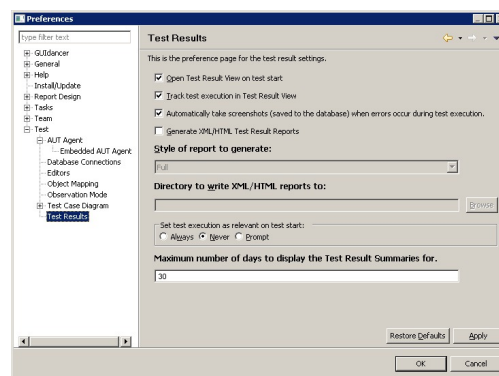 Preferences
type filter text
GUIdancer
General
Help
Install/Update
Report Design
Tasks
Team
Test
AUT Agent
Embedded AUT Agent
Database Connections
Editors
Object Mapping
Observation Mode
Test Case Diagram
Test Results
Test Results
This is the preference page for the test result settings.
Open Test Result View on test start
Track test execution in Test Result View
Automatically take screenshots (saved to the database) when errors occur during test execution.
Generate XML/HTML Test Result Reports
Style of report to generate:
Full
Directory to write XML/HTML reports to:
Browse
Set test execution as relevant on test start:
Always Never Prompt
Maximum number of days to display the Test Result Summaries for.
30
Restore Defaults Apply
OK Cancel